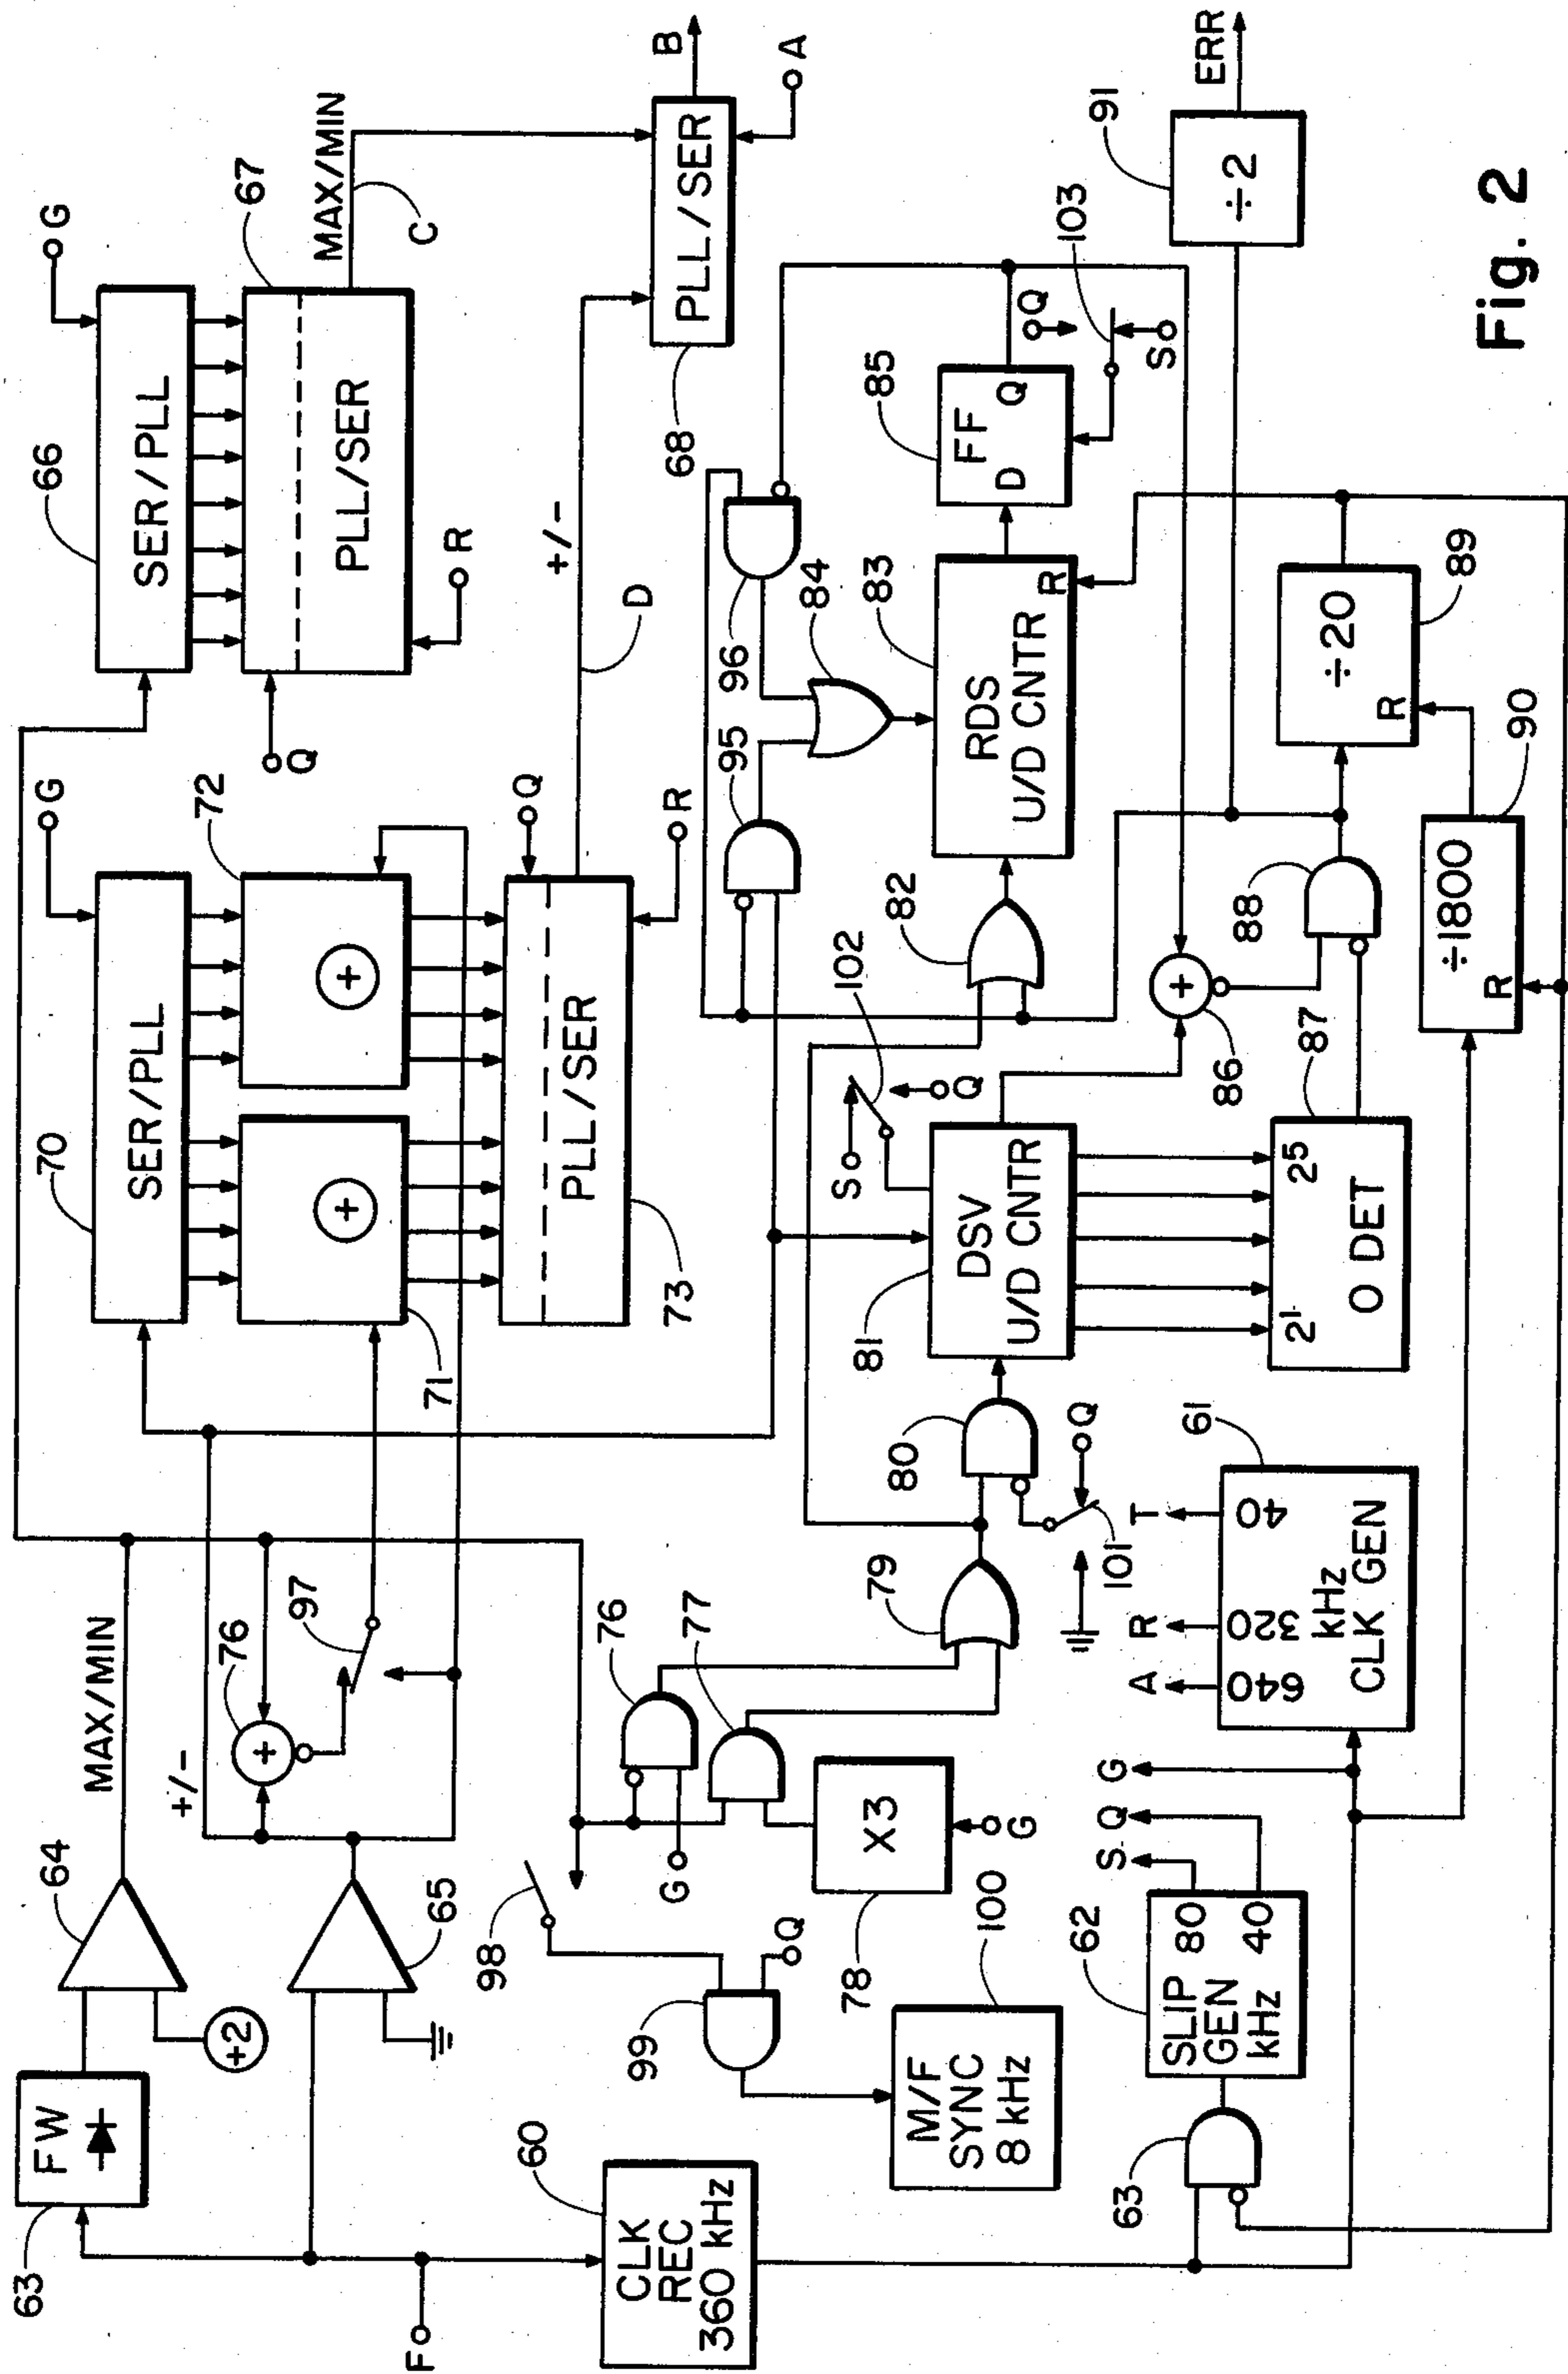 63
FW
64
MAX/MIN
+2
65
+/-
F
60
CLK
REC
360 kHz
76
97
70
SER/PLL
G
71
72
73
PLL/SER
Q
R
66
SER/PLL
G
67
PLL/SER
Q
R
MAX/MIN
C
+/-
D
68
PLL/SER
B
A
98
99
Q
100
M/F
SYNC
8 kHz
76
77
G
78
X3
G
79
80
101
Q
81
DSV
U/D CNTR
102
S
Q
82
83
RDS
U/D CNTR
R
84
95
96
85
FF
D
Q
103
Q
S
86
87
2¹
2⁵
O DET
88
89
÷20
R
90
÷1800
R
91
÷2
ERR
61
A
R
T
640
320
40
kHz
CLK GEN
62
SLIP
GEN
kHz
80
40
S
Q
G
63
Fig. 2